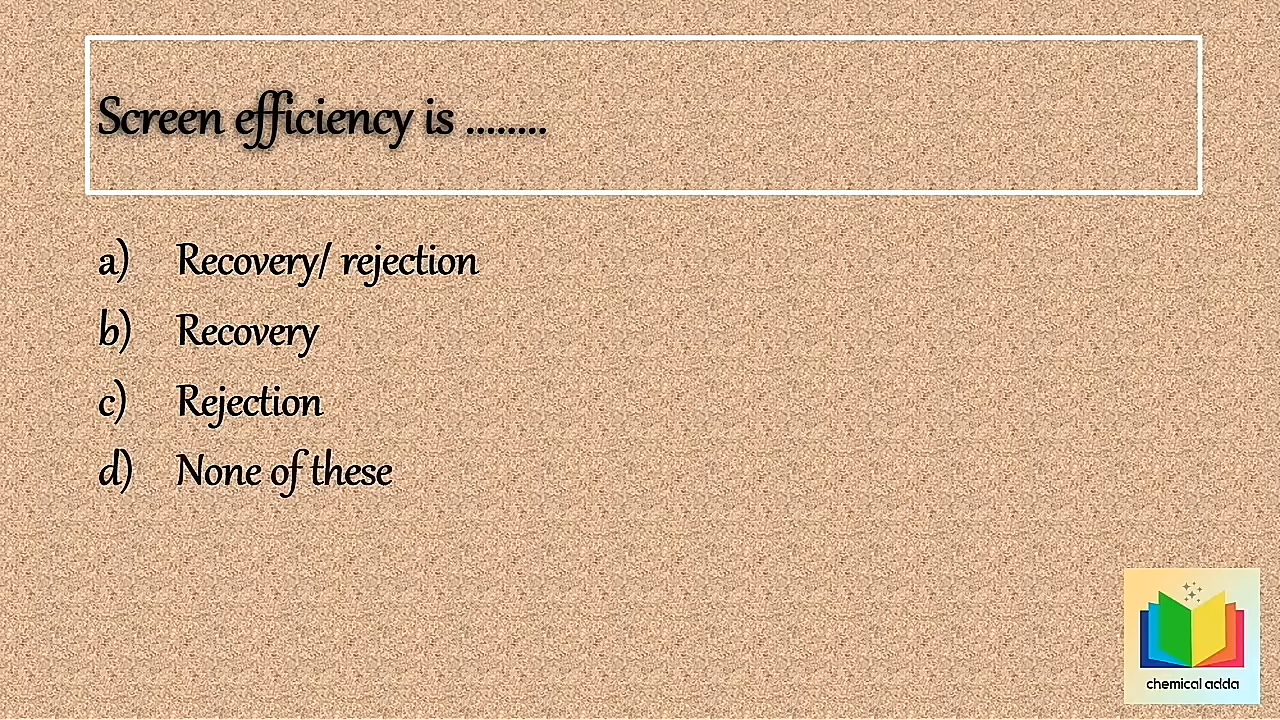 Screen efficiency is ........
a) Recovery/ rejection
b) Recovery
c) Rejection
d) None of these
chemical adda